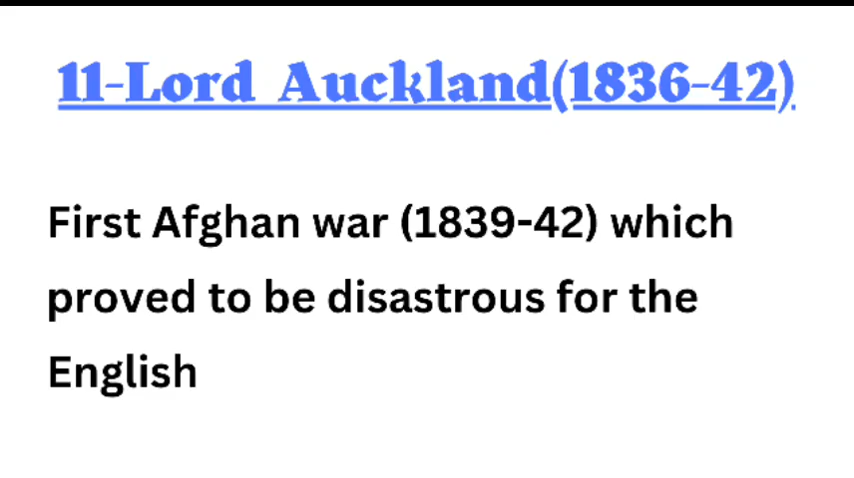 11-Lord Auckland(1836-42)
First Afghan war (1839-42) which
proved to be disastrous for the
English